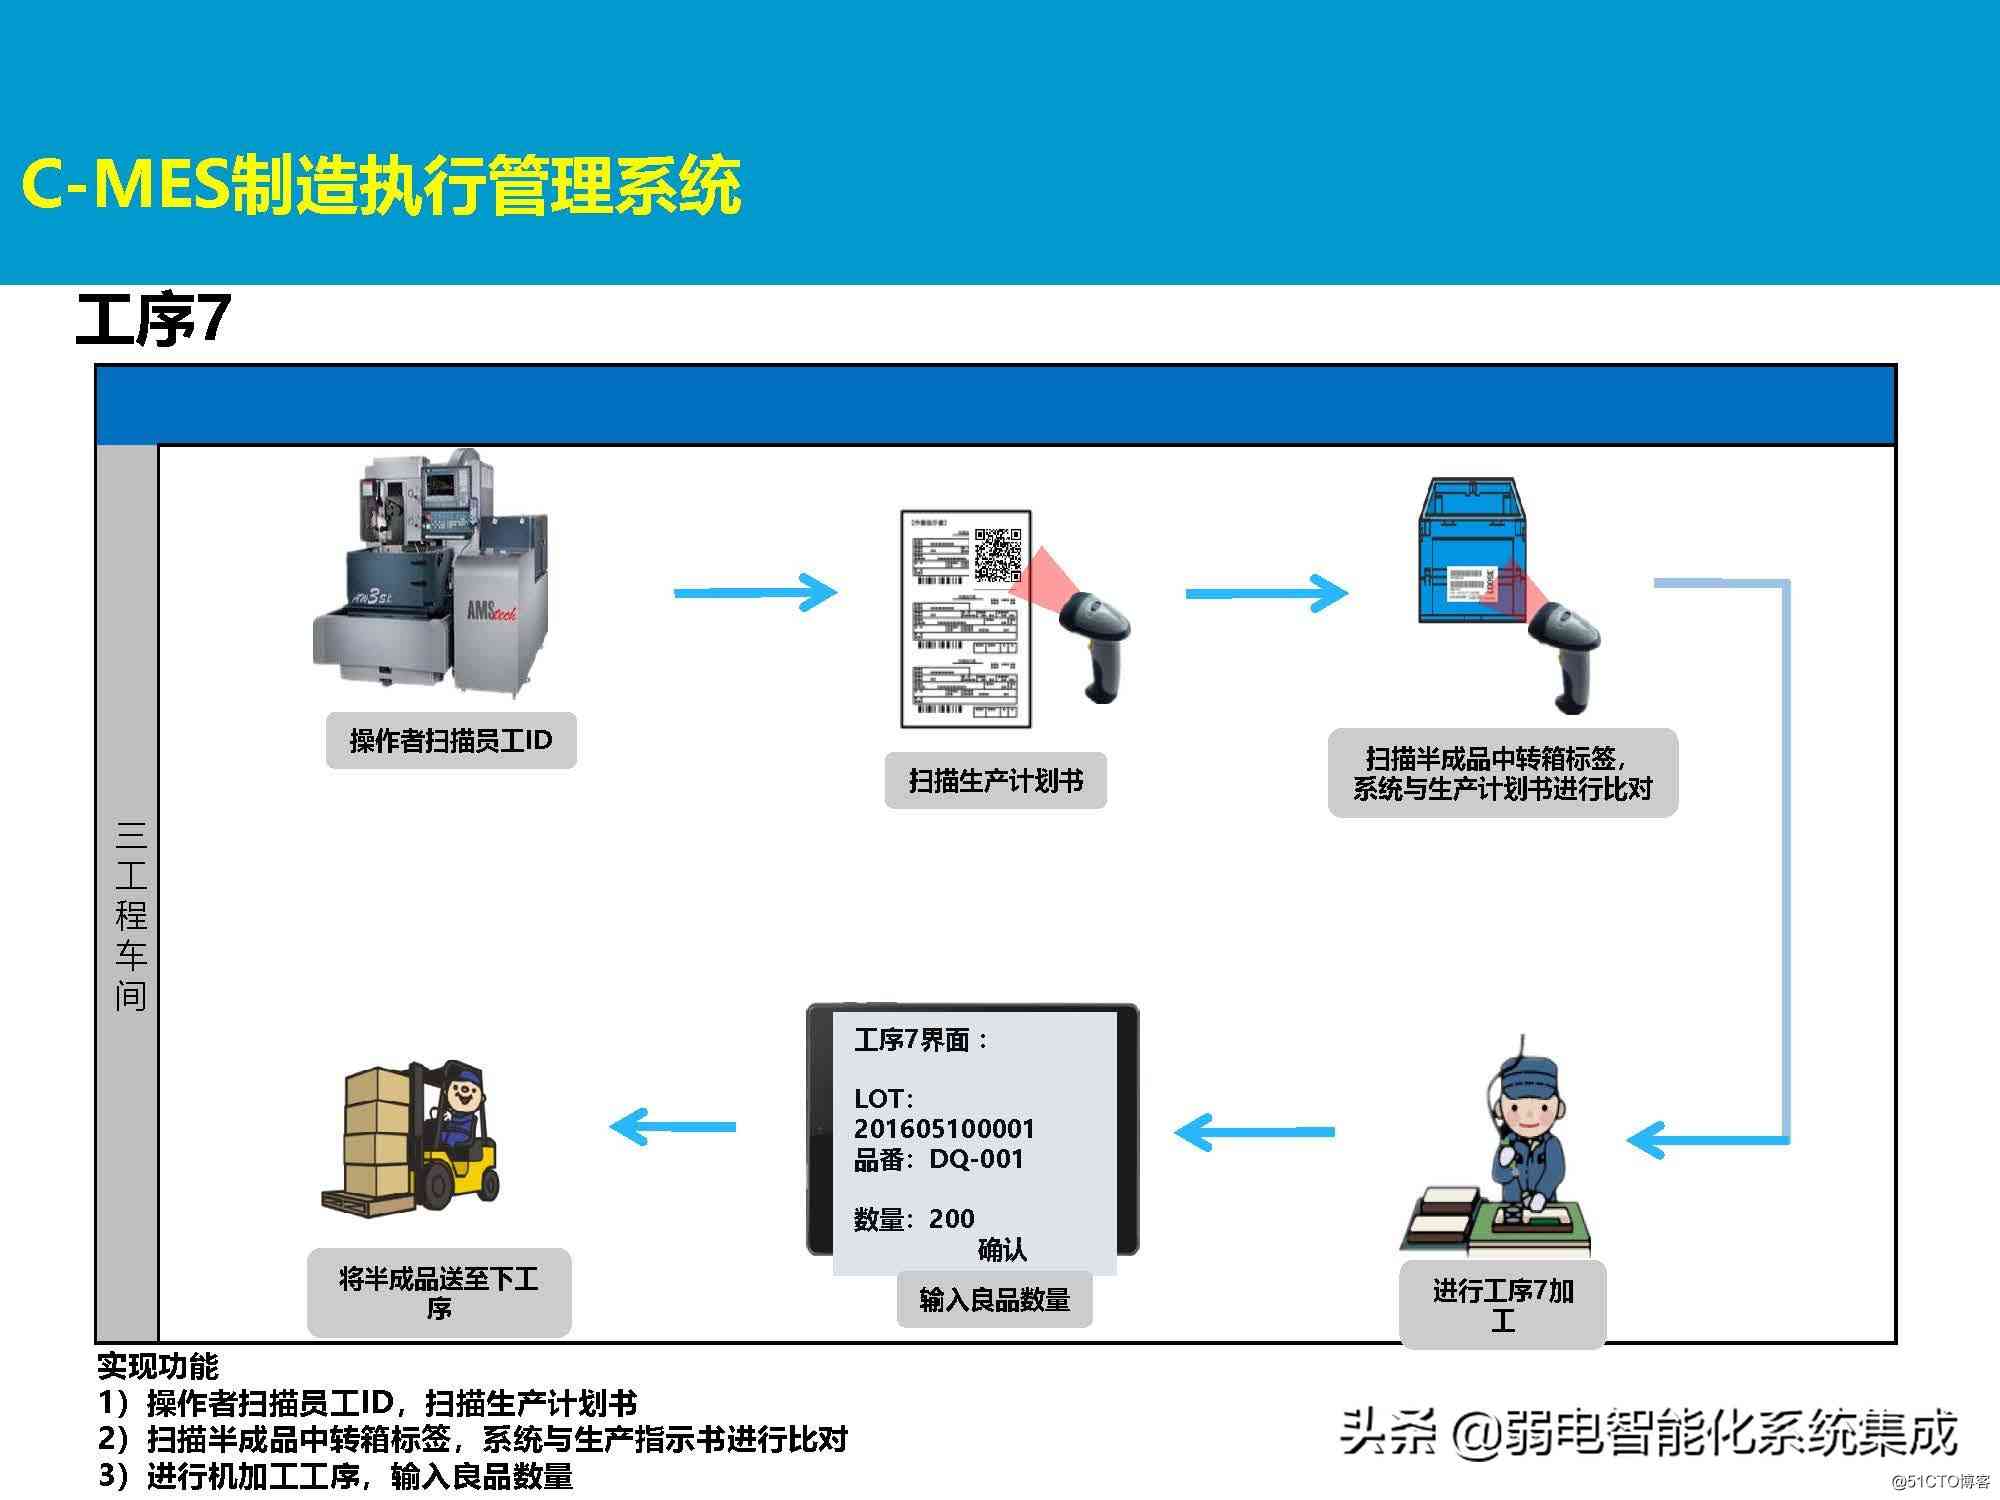 C-MES制造执行管理系统
工序7
三工程车间
AW3SL
AMStech
操作者扫描员工ID
扫描生产计划书
扫描半成品中转箱标签，
系统与生产计划书进行比对
工序7界面：
LOT：
201605100001
品番：DQ-001
数量：200
确认
将半成品送至下工
序
输入良品数量
进行工序7加
工
实现功能
1）操作者扫描员工ID，扫描生产计划书
2）扫描半成品中转箱标签，系统与生产指示书进行比对
3）进行机加工工序，输入良品数量
头条 @弱电智能化系统集成
@51CTO博客